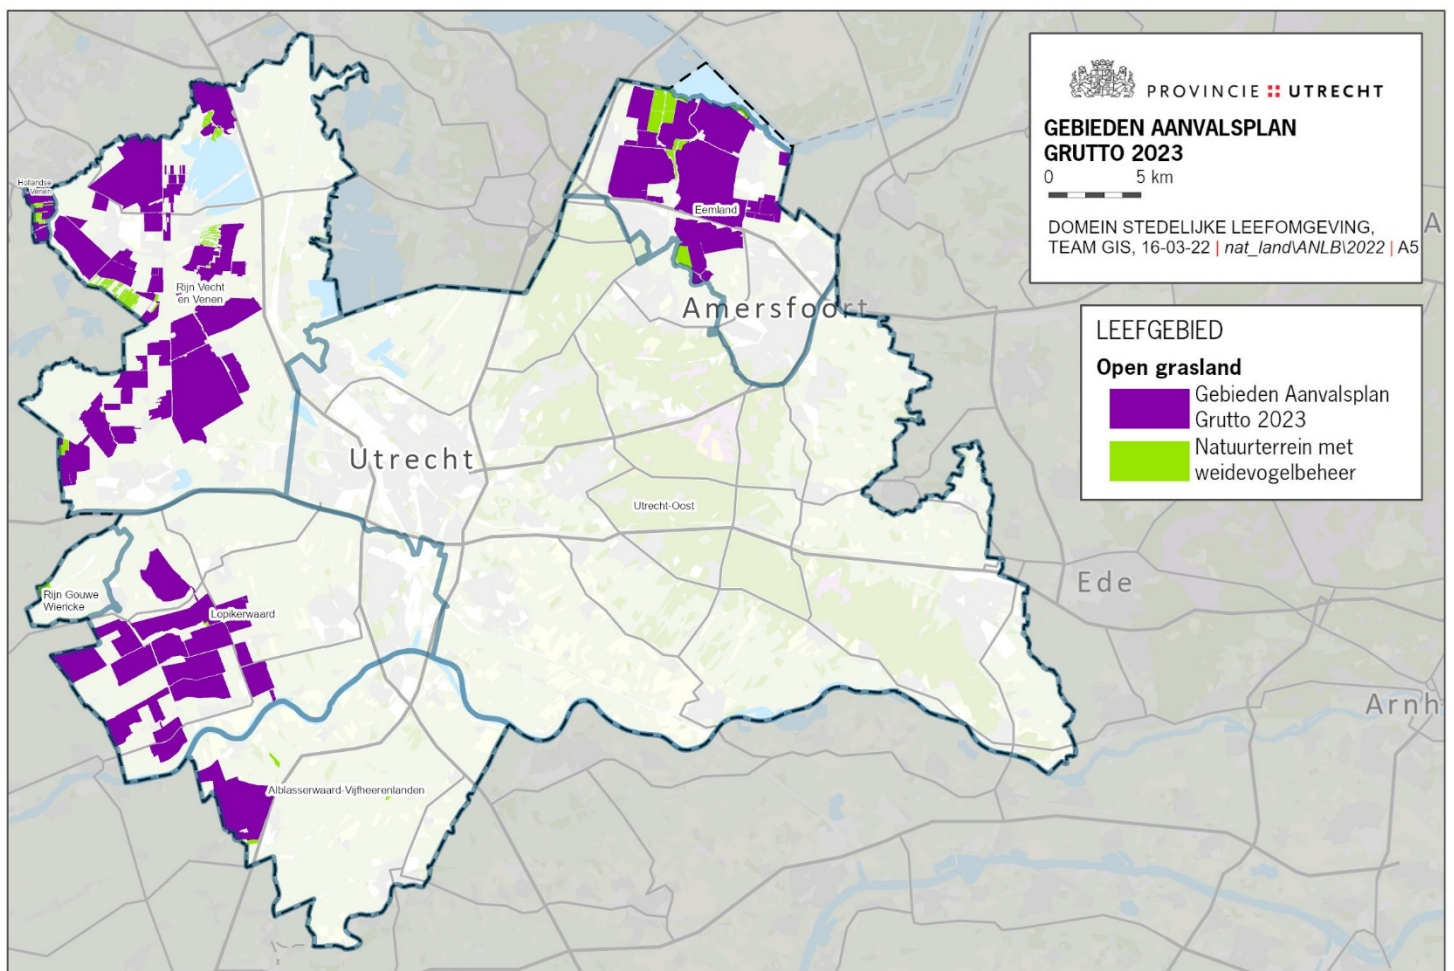 PROVINCIE UTRECHT
GEBIEDEN AANVALSPLAN
GRUTTO 2023
0 5 km
DOMEIN STEDELIJKE LEEFOMGEVING,
TEAM GIS, 16-03-22 | nat_land\ANLB\2022 | A5
LEEFGEBIED
Open grasland
Gebieden Aanvalsplan
Grutto 2023
Natuurterrein met
weidevogelbeheer
Hollandse
Venen
Eemland
A
Rijn Vecht
en Venen
Amersfoort
Utrecht
Utrecht-Oost
Ede
Rijn Gouwe
Wiericke
Lopikerwaard
Arnh
Alblasserwaard-Vijfheerenlanden